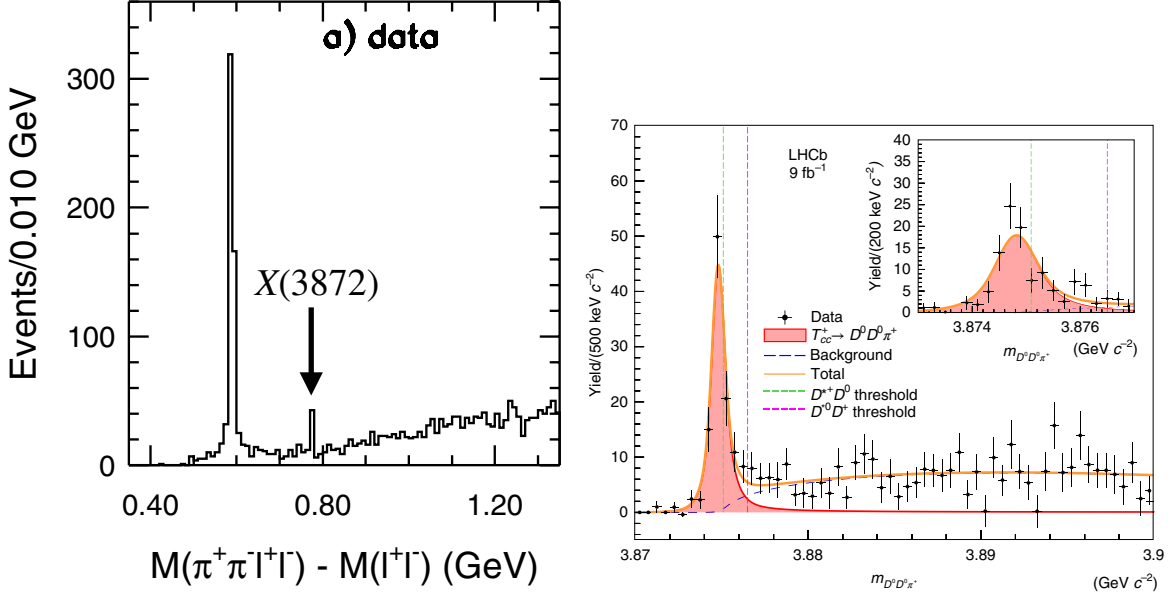 a) data
Events/0.010 GeV
300
200
100
0
X(3872)
0.40
0.80
1.20
M(π⁺π⁻l⁺l⁻) - M(l⁺l⁻) (GeV)
LHCb
9 fb⁻¹
Yield/(500 keV c⁻²)
70
60
50
40
30
20
10
0
3.87
3.88
3.89
3.9
m_D⁰D⁰π⁺
(GeV c⁻²)
Data
T⁺cc → D⁰D⁰π⁺
Background
Total
D*⁺D⁰ threshold
D*⁰D⁺ threshold
Yield/(200 keV c⁻²)
40
35
30
25
20
15
10
5
0
3.874
3.876
m_D⁰D⁰π⁺
(GeV c⁻²)